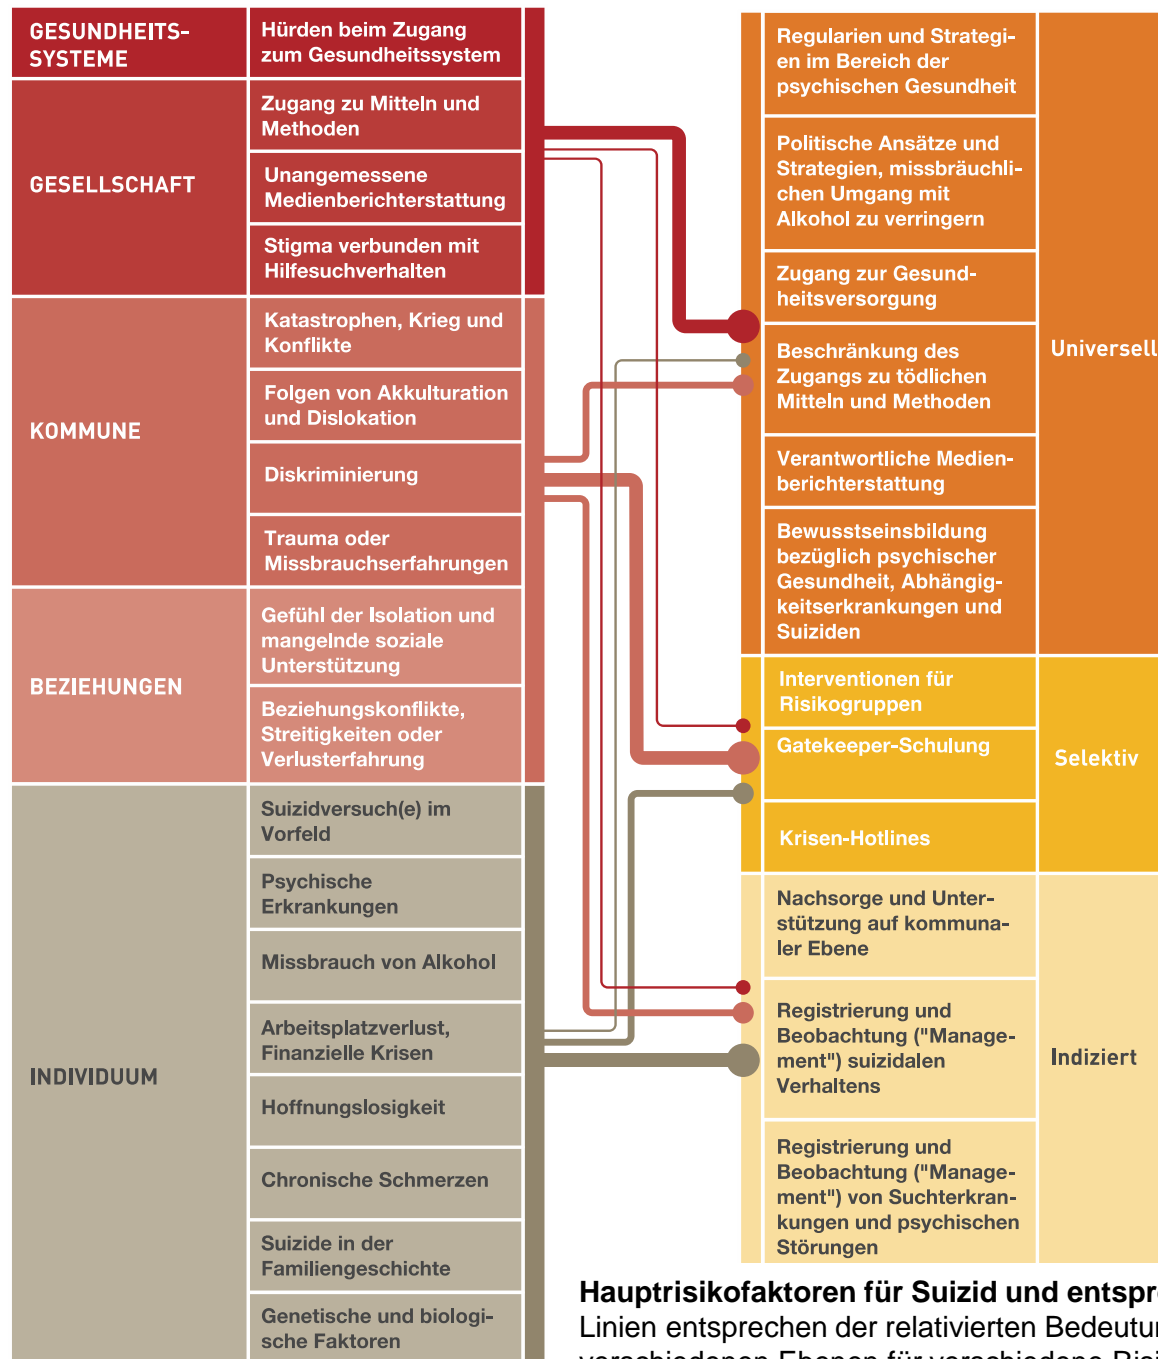 GESUNDHEITS-
SYSTEME
Hürden beim Zugang
zum Gesundheitssystem
GESELLSCHAFT
Zugang zu Mitteln und
Methoden
Unangemessene
Medienberichterstattung
Stigma verbunden mit
Hilfesuchverhalten
KOMMUNE
Katastrophen, Krieg und
Konflikte
Folgen von Akkulturation
und Dislokation
Diskriminierung
Trauma oder
Missbrauchserfahrungen
BEZIEHUNGEN
Gefühl der Isolation und
mangelnde soziale
Unterstützung
Beziehungskonflikte,
Streitigkeiten oder
Verlusterfahrung
INDIVIDUUM
Suizidversuch(e) im
Vorfeld
Psychische
Erkrankungen
Missbrauch von Alkohol
Arbeitsplatzverlust,
Finanzielle Krisen
Hoffnungslosigkeit
Chronische Schmerzen
Suizide in der
Familiengeschichte
Genetische und biologi-
sche Faktoren
Regularien und Strategi-
en im Bereich der
psychischen Gesundheit
Politische Ansätze und
Strategien, missbräuchli-
chen Umgang mit
Alkohol zu verringern
Zugang zur Gesund-
heitsversorgung
Beschränkung des
Zugangs zu tödlichen
Mitteln und Methoden
Verantwortliche Medien-
berichterstattung
Bewusstseinsbildung
bezüglich psychischer
Gesundheit, Abhängig-
keitserkrankungen und
Suiziden
Universell
Interventionen für
Risikogruppen
Gatekeeper-Schulung
Krisen-Hotlines
Selektiv
Nachsorge und Unter-
stützung auf kommuna-
ler Ebene
Registrierung und
Beobachtung ("Manage-
ment") suizidalen
Verhaltens
Registrierung und
Beobachtung ("Manage-
ment") von Suchterkran-
kungen und psychischen
Störungen
Indiziert
Hauptrisikofaktoren für Suizid und
Linien entsprechen der relativierten